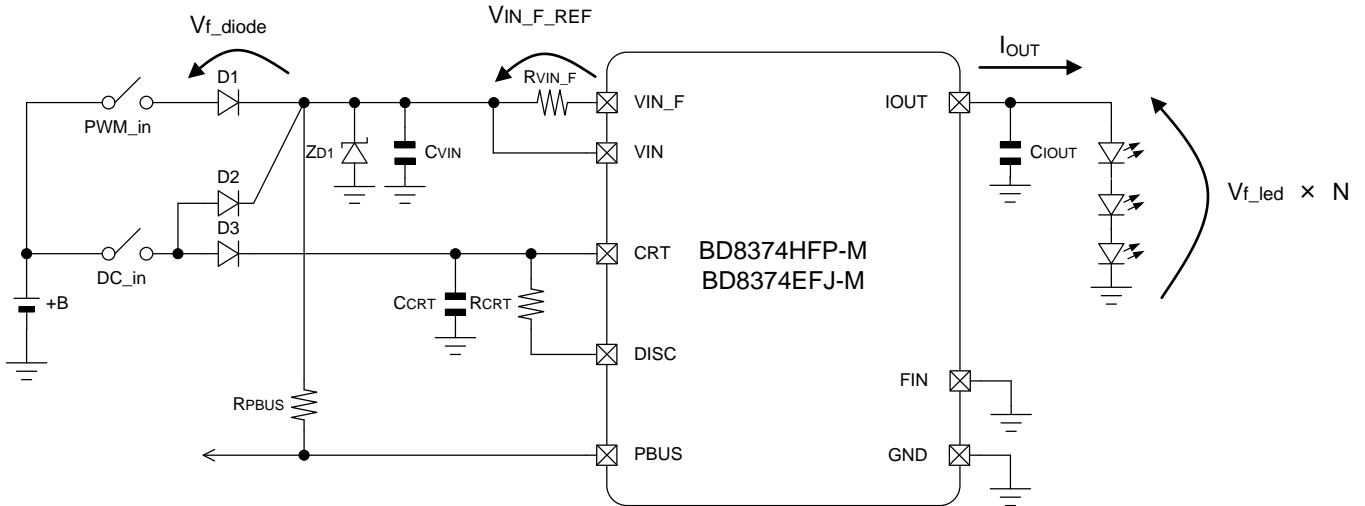 Vf_diode
VIN_F_REF
IOUT
D1
RVIN_F
PWM_in
ZD1
CVIN
VIN_F
VIN
IOUT
CIOUT
Vf_led × N
D2
D3
DC_in
+B
CCRT
RCRT
CRT
BD8374HFP-M
BD8374EFJ-M
DISC
FIN
RPBUS
PBUS
GND